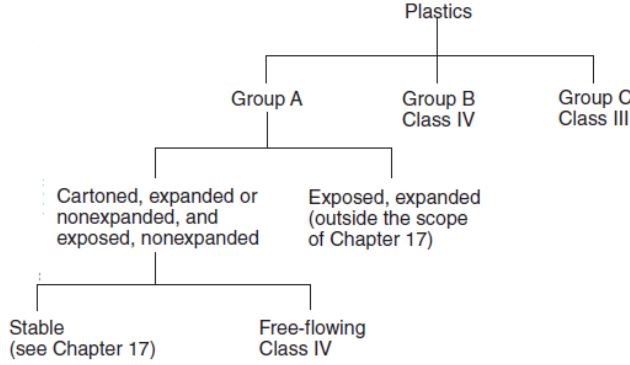 Plastics
Group A
Group B
Class IV
Group C
Class III
Cartoned, expanded or
nonexpanded, and
exposed, nonexpanded
Exposed, expanded
(outside the scope
of Chapter 17)
Stable
(see Chapter 17)
Free-flowing
Class IV